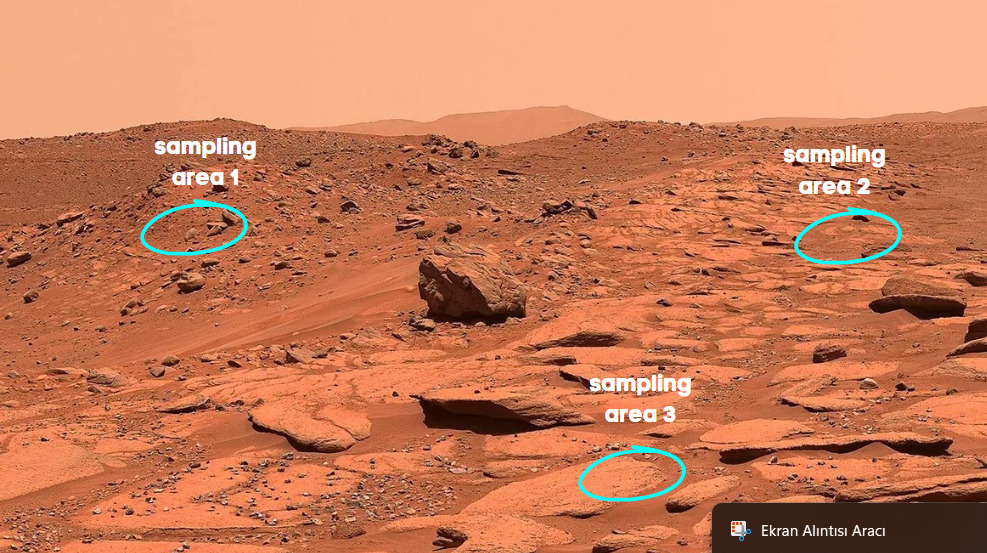 sampling
area 1
sampling
area 2
sampling
area 3
Ekran Alıntısı Aracı